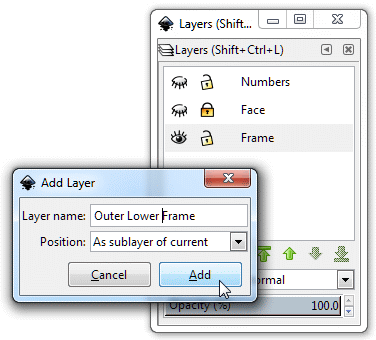 Layers (Shift...
Layers (Shift+Ctrl+L)
Numbers
Face
Frame
Add Layer
Layer name: Outer Lower Frame
Position: As sublayer of current
Cancel Add
ormal
Opacity (%) 100.0